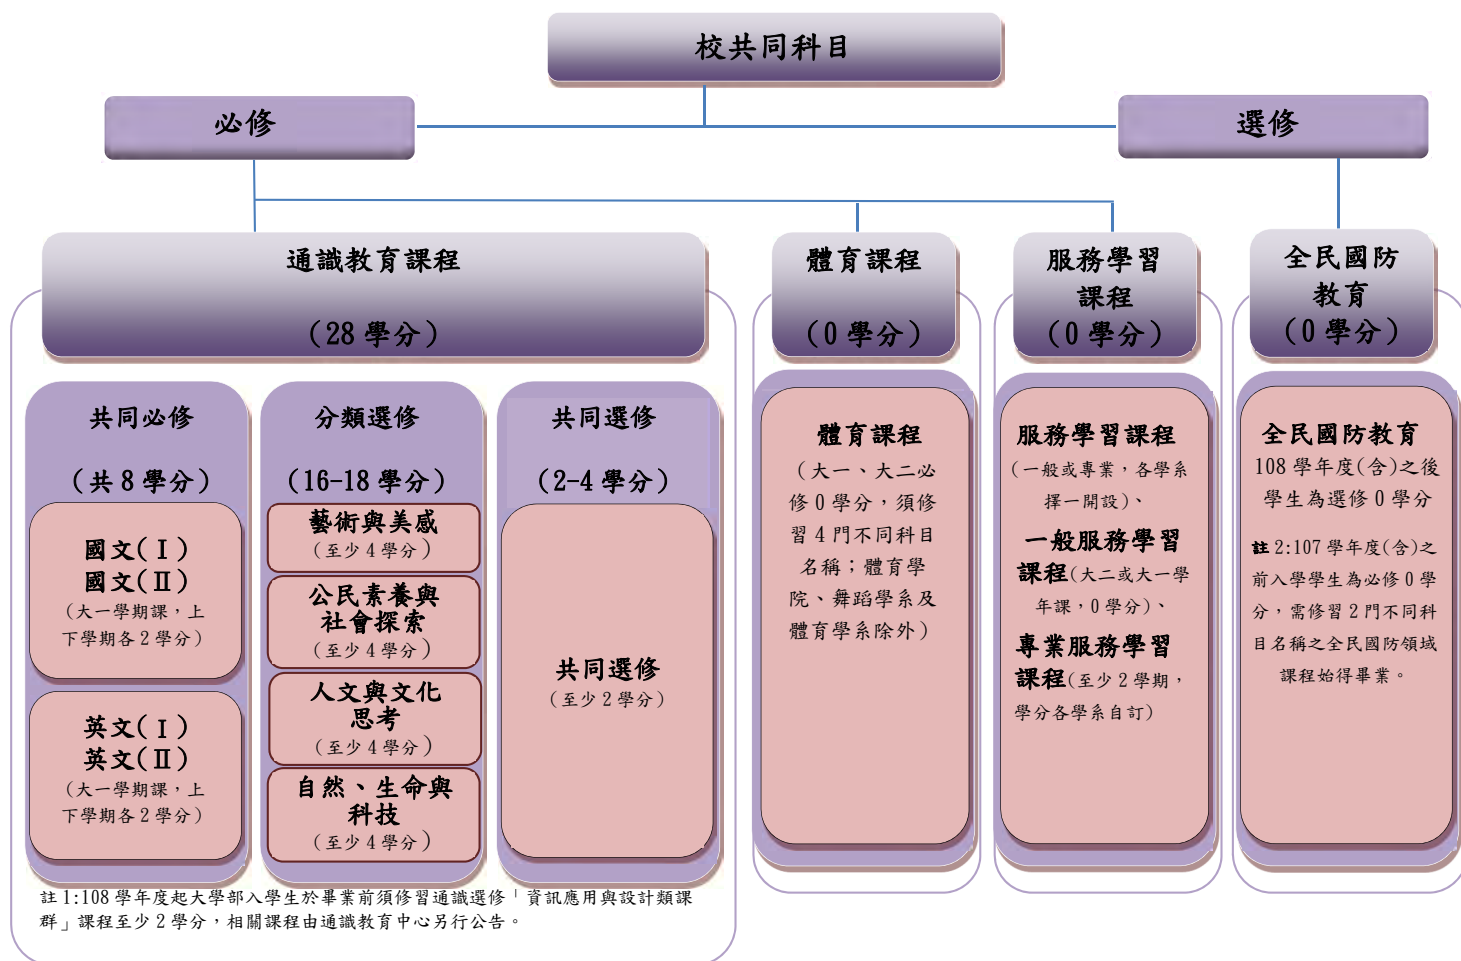 校共同科目
必修
選修
通識教育課程
（28 學分）
體育課程
（0 學分）
服務學習
課程
（0 學分）
全民國防
教育
（0 學分）
共同必修
（共 8 學分）
國文(Ⅰ)
國文(Ⅱ)
（大一學期課，上
下學期各 2 學分）
英文(Ⅰ)
英文(Ⅱ)
（大一學期課，上
下學期各 2 學分）
分類選修
（16-18 學分）
藝術與美感
（至少 4 學分）
公民素養與
社會探索
（至少 4 學分）
人文與文化
思考
（至少 4 學分）
自然、生命與
科技
（至少 4 學分）
共同選修
（2-4 學分）
共同選修
（至少 2 學分）
註 1:108 學年度起大學部入學生於畢業前須修習通識選修「資訊應用與設計類課
群」課程至少 2 學分，相關課程由通識教育中心另行公告。
體育課程
（大一、大二必
修 0 學分，須修
習 4 門不同科目
名稱；體育學
院、舞蹈學系及
體育學系除外）
服務學習課程
（一般或專業，各學系
擇一開設）、
一般服務學習
課程(大二或大一學
年課，0 學分)、
專業服務學習
課程(至少 2 學期，
學分各學系自訂)
全民國防教育
108 學年度(含)之後
學生為選修 0 學分
註 2:107 學年度(含)之
前入學學生為必修 0 學
分，需修習 2 門不同科
目名稱之全民國防領域
課程始得畢業。